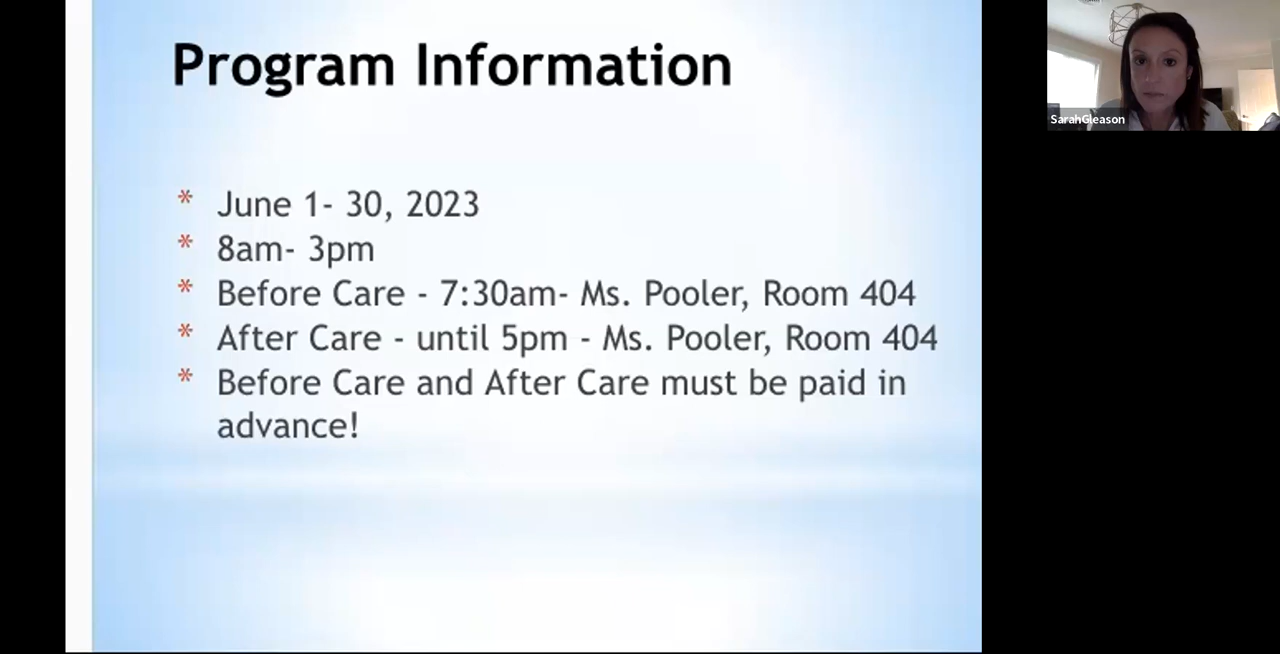 Program Information
* June 1- 30, 2023
* 8am- 3pm
* Before Care - 7:30am- Ms. Pooler, Room 404
* After Care - until 5pm - Ms. Pooler, Room 404
* Before Care and After Care must be paid in
advance!
SarahGleason